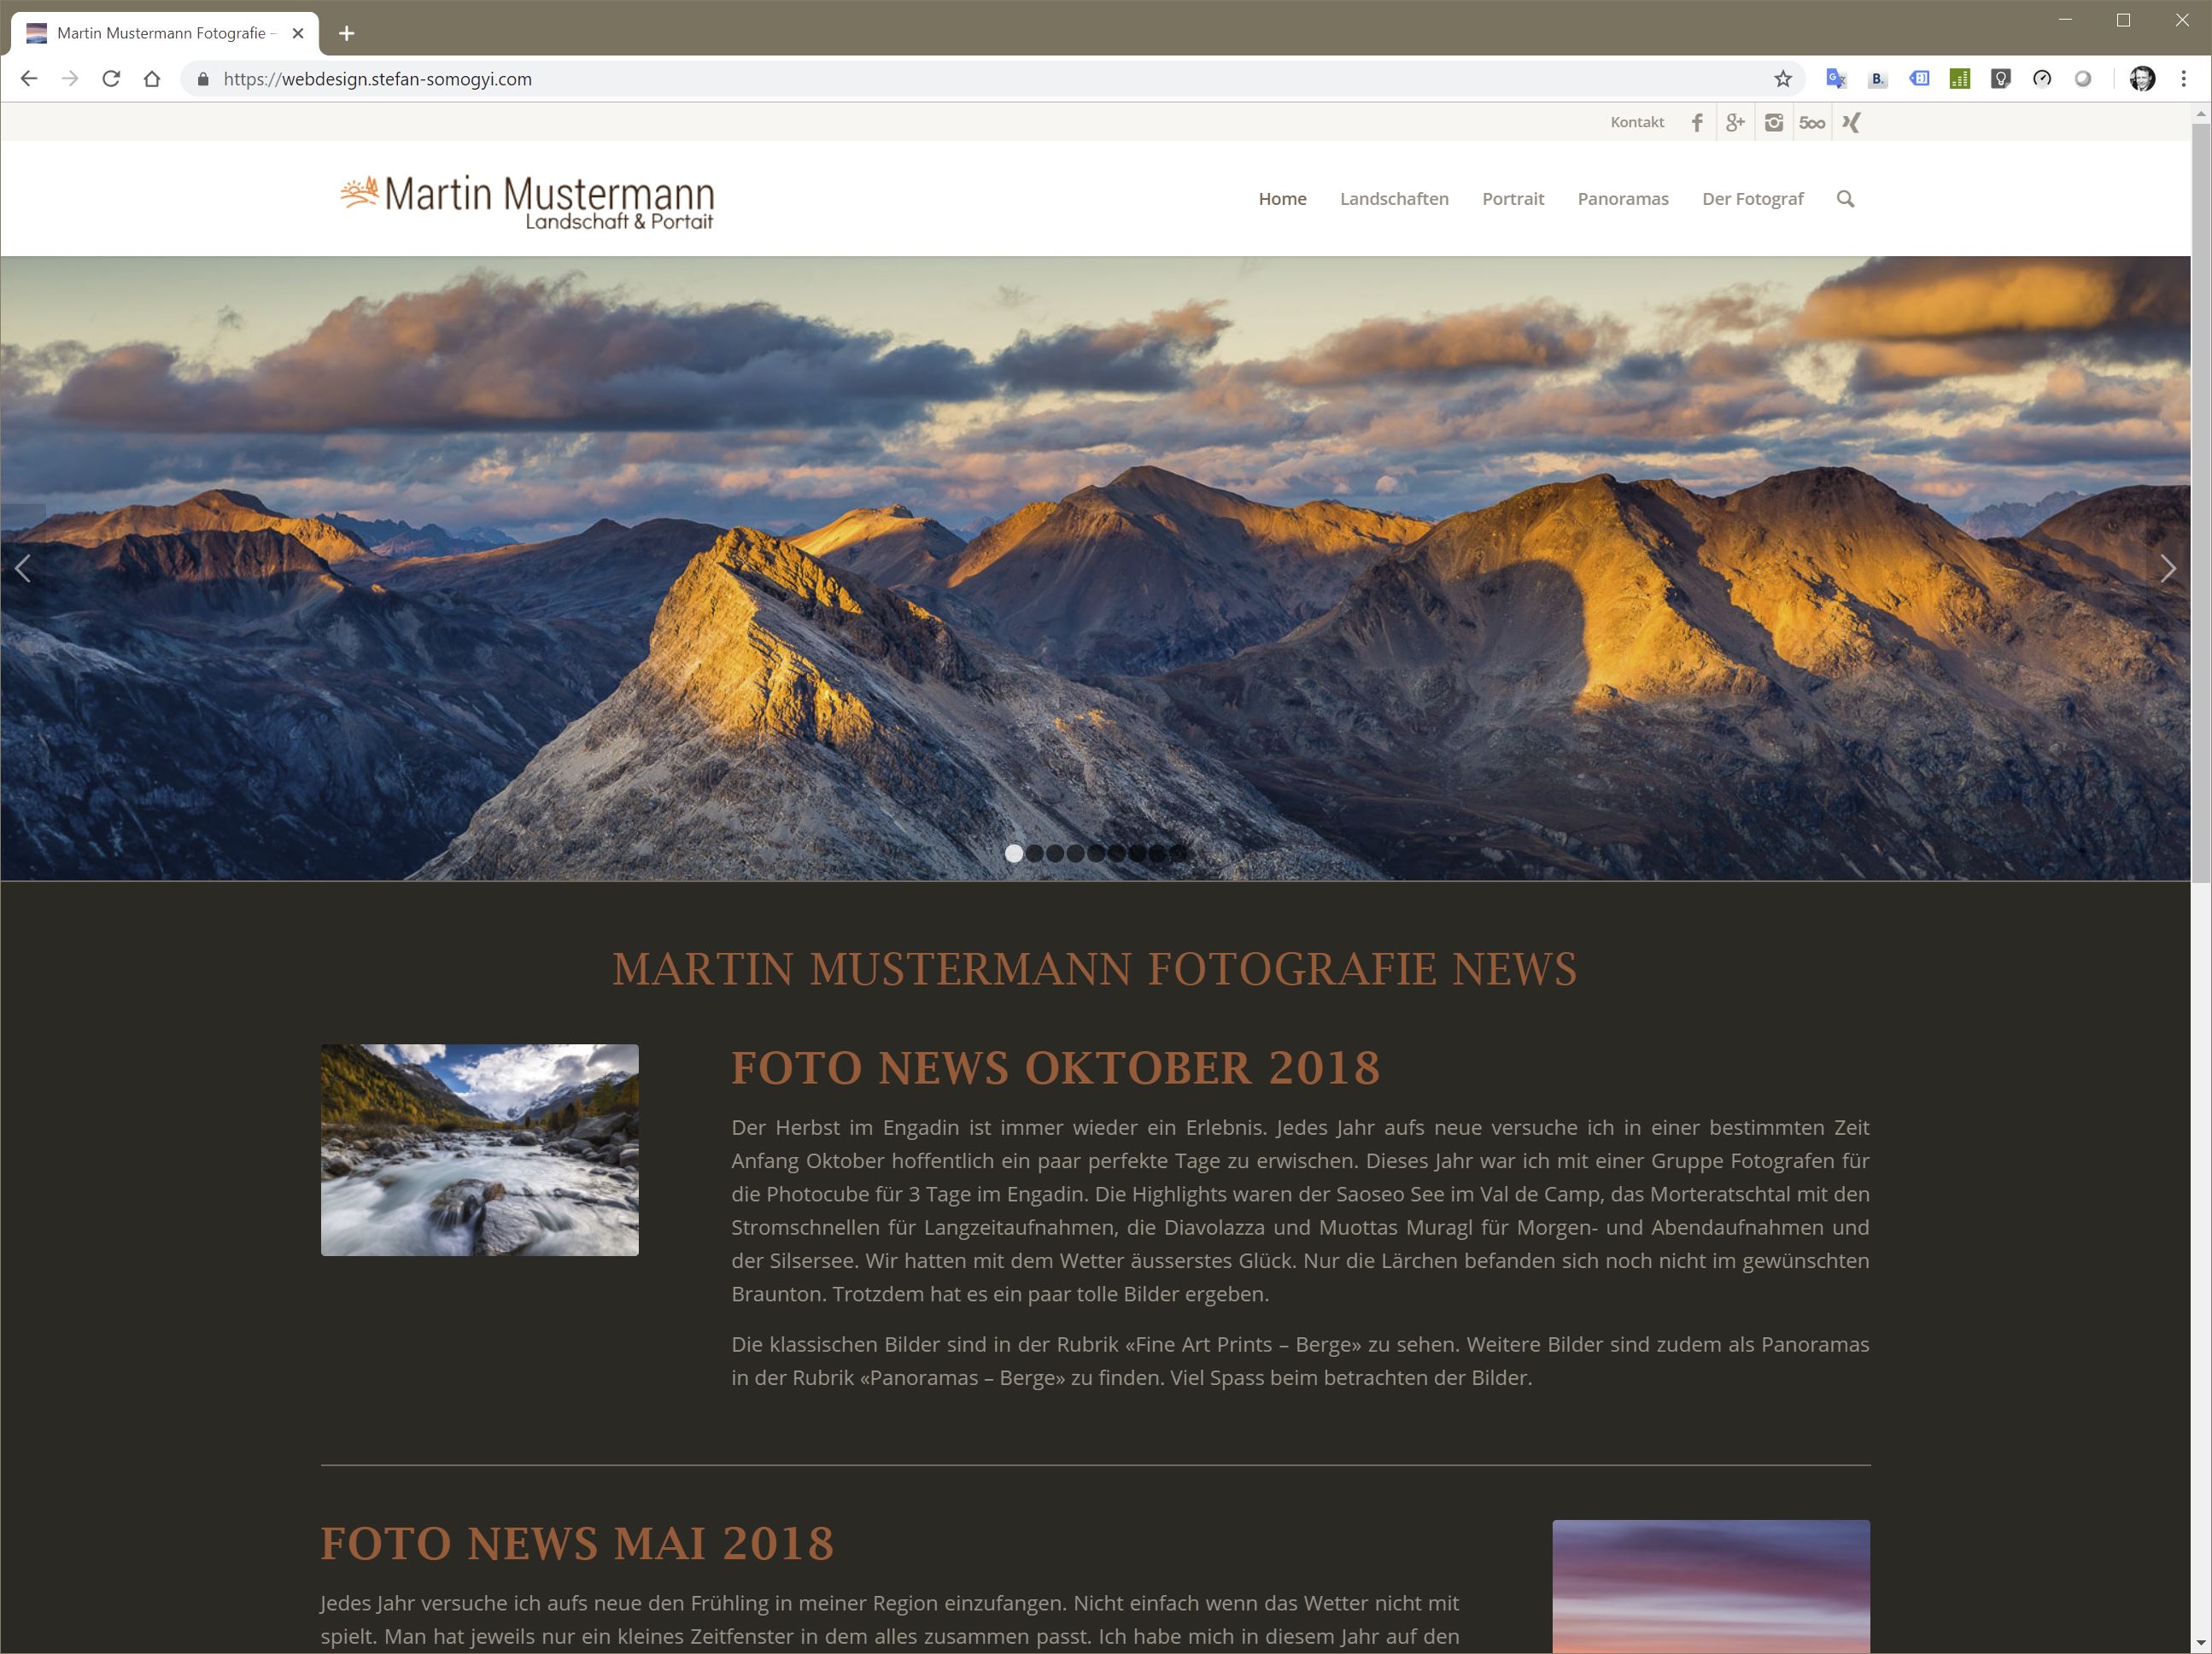 Martin Mustermann Fotografie –
https://webdesign.stefan-somogyi.com
Kontakt
Martin Mustermann
Landschaft & Portait
Home Landschaften Portrait Panoramas Der Fotograf
MARTIN MUSTERMANN FOTOGRAFIE NEWS
FOTO NEWS OKTOBER 2018
Der Herbst im Engadin ist immer wieder ein Erlebnis. Jedes Jahr aufs neue versuche ich in einer bestimmten Zeit
Anfang Oktober hoffentlich ein paar perfekte Tage zu erwischen. Dieses Jahr war ich mit einer Gruppe Fotografen für
die Photocube für 3 Tage im Engadin. Die Highlights waren der Saoseo See im Val de Camp, das Morteratschtal mit den
Stromschnellen für Langzeitaufnahmen, die Diavolazza und Muottas Muragl für Morgen- und Abendaufnahmen und
der Silsersee. Wir hatten mit dem Wetter äusserstes Glück. Nur die Lärchen befanden sich noch nicht im gewünschten
Braunton. Trotzdem hat es ein paar tolle Bilder ergeben.
Die klassischen Bilder sind in der Rubrik «Fine Art Prints – Berge» zu sehen. Weitere Bilder sind zudem als Panoramas
in der Rubrik «Panoramas – Berge» zu finden. Viel Spass beim betrachten der Bilder.
FOTO NEWS MAI 2018
Jedes Jahr versuche ich aufs neue den Frühling in meiner Region einzufangen. Nicht einfach wenn das Wetter nicht mit
spielt. Man hat jeweils nur ein kleines Zeitfenster in dem alles zusammen passt. Ich habe mich in diesem Jahr auf den